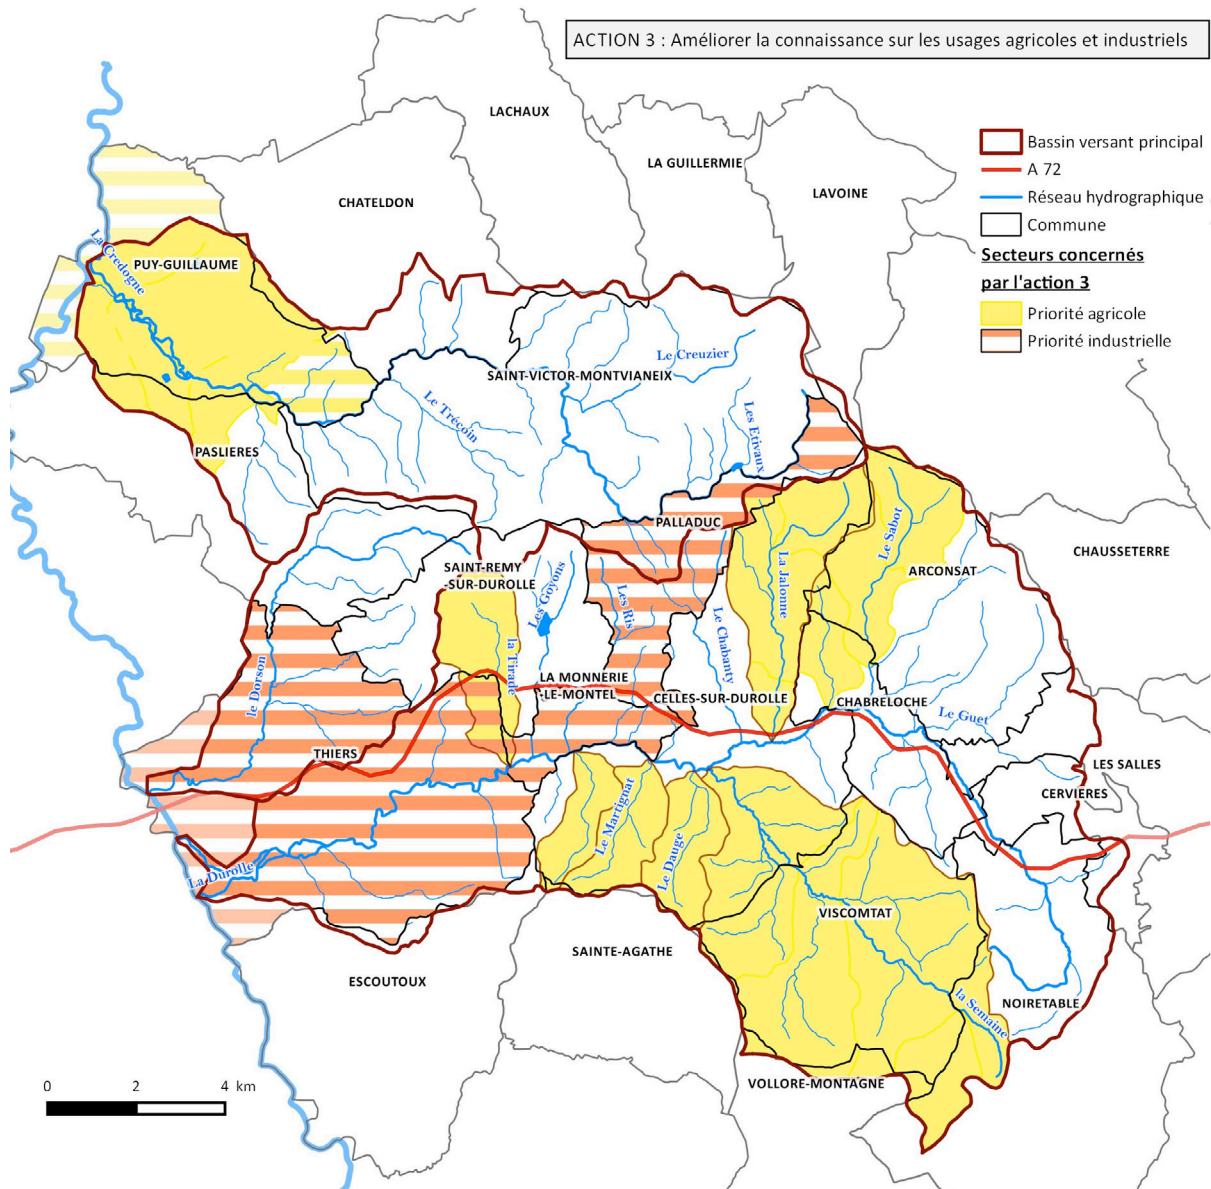 ACTION 3 : Améliorer la connaissance sur les usages agricoles et industriels
LACHAUX
LA GUILLERMIE
LAVOINE
CHATELDON
Bassin versant principal
A 72
Réseau hydrographique
Commune
Secteurs concernés
par l'action 3
Priorité agricole
Priorité industrielle
La Credogne
PUY-GUILLAUME
Le Creuzier
SAINT-VICTOR-MONTVIANEIX
Le Trécoin
Les Etivaux
PASLIERES
PALLADUC
Le Sabot
CHAUSSETERRE
La Jalonne
ARCONSAT
SAINT-REMY
-SUR-DUROLLE
Les Goyons
Les Ris
Le Chabanty
la Tirade
le Dorson
LA MONNERIE
-LE-MONTEL
CELLES-SUR-DUROLLE
CHABRELOCHE
Le Guet
THIERS
LES SALLES
CERVIERES
Le Martignat
Le Dauge
La Durolle
VISCOMTAT
SAINTE-AGATHE
ESCOUTOUX
la Semaine
NOIRETABLE
VOLLORE-MONTAGNE
0 2 4 km